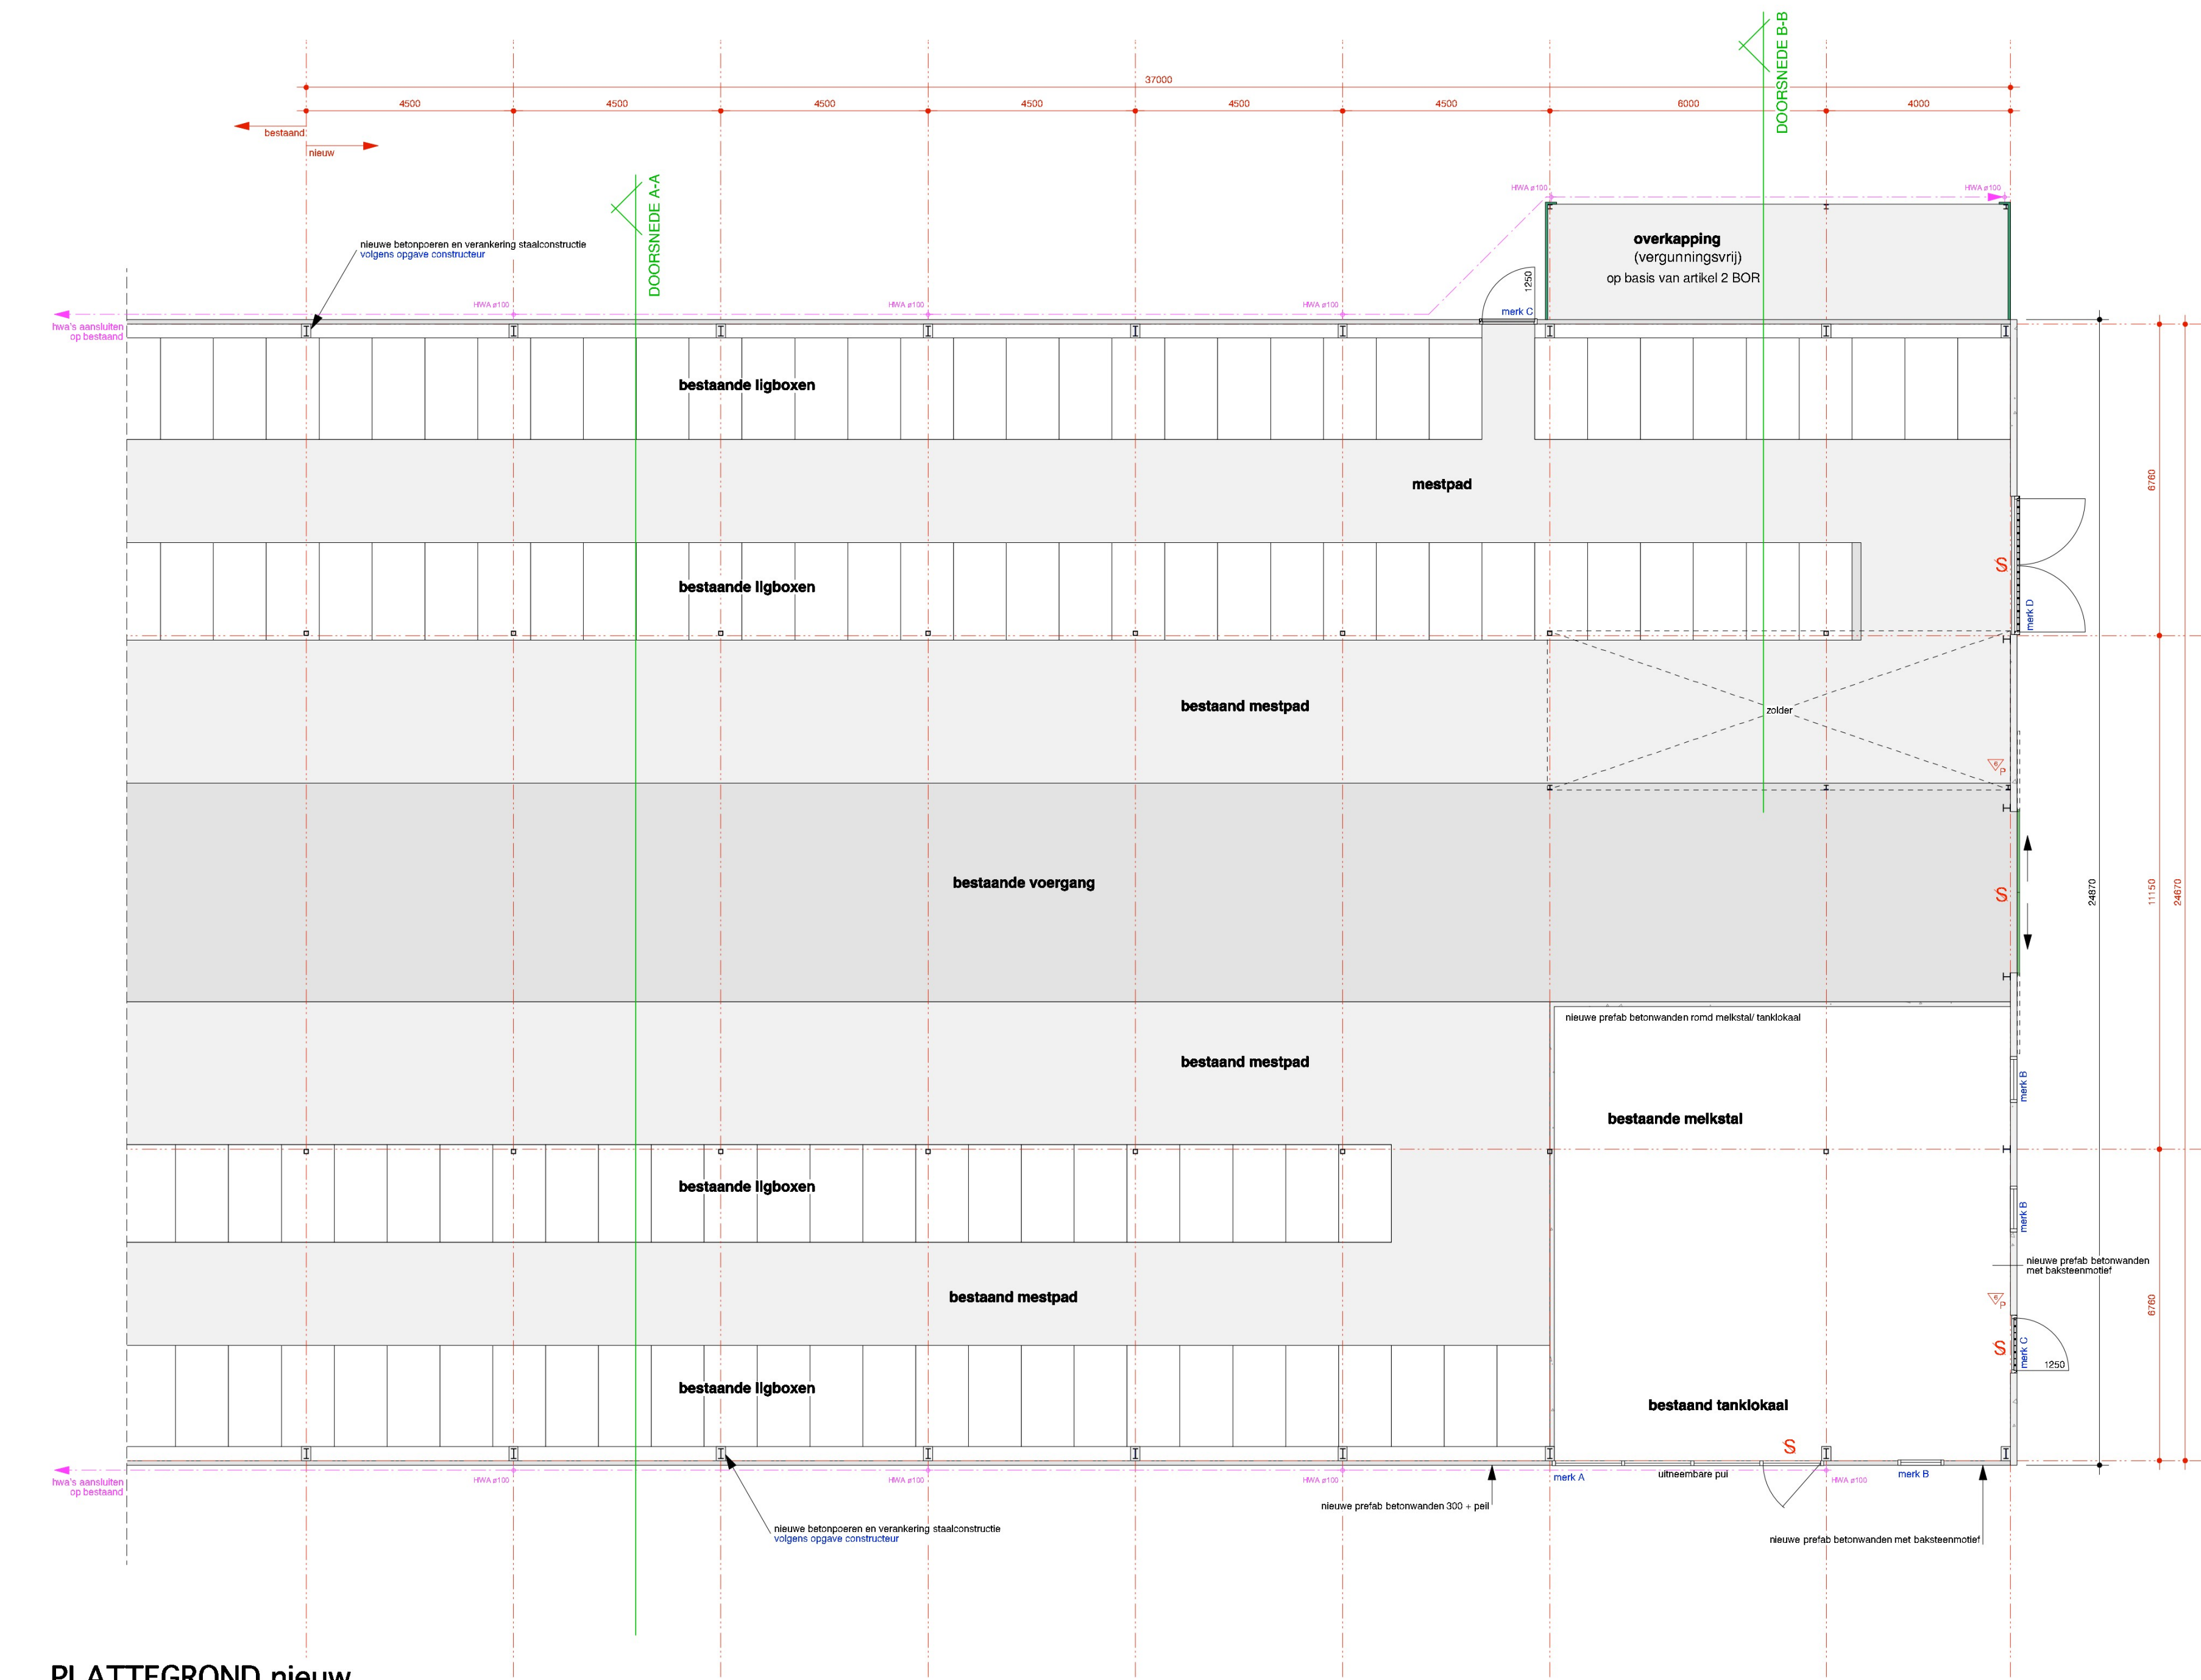 DOORSNEDE B-B
37000
4500
4500
4500
4500
4500
4500
6000
4000
bestaand
nieuw
DOORSNEDE A-A
HWA ø100
HWA ø100
overkapping
(vergunningsvrij)
op basis van artikel 2 BOR
nieuwe betonpoeren en verankering staalconstructie
volgens opgave constructeur
1250
HWA ø100
HWA ø100
HWA ø100
merk C
hwa's aansluiten
op bestaand
bestaande ligboxen
mestpad
6760
S
bestaande ligboxen
merk D
bestaand mestpad
zolder
6
P
bestaande voergang
S
24870
11150
24670
nieuwe prefab betonwanden romd melkstal/ tanklokaal
bestaand mestpad
merk B
bestaande melkstal
bestaande ligboxen
merk B
nieuwe prefab betonwanden
met baksteenmotief
bestaand mestpad
6
P
6760
S
merk C
1250
bestaande ligboxen
bestaand tanklokaal
S
hwa's aansluiten
op bestaand
HWA ø100
HWA ø100
HWA ø100
merk A
uitneembare pui
HWA ø100
merk B
nieuwe prefab betonwanden 300 + peil
nieuwe betonpoeren en verankering staalconstructie
volgens opgave constructeur
nieuwe prefab betonwanden met baksteenmotief
PLATTEGROND nieuw